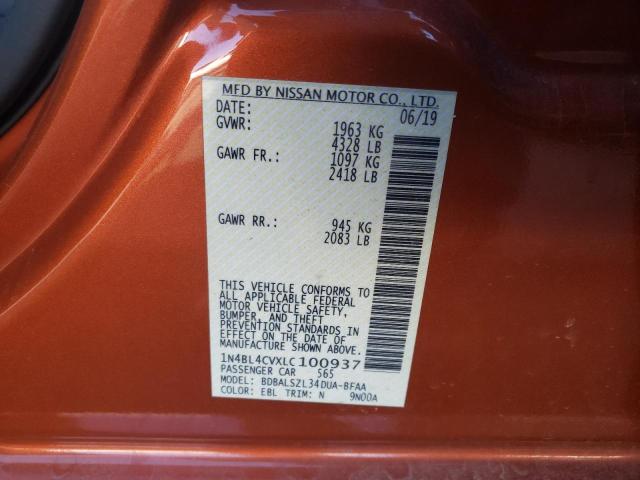 MFD BY NISSAN MOTOR CO., LTD.
DATE: 06/19
GVWR: 1963 KG
4328 LB
GAWR FR.: 1097 KG
2418 LB
GAWR RR.: 945 KG
2083 LB
THIS VEHICLE CONFORMS TO
ALL APPLICABLE FEDERAL
MOTOR VEHICLE SAFETY,
BUMPER, AND THEFT
PREVENTION STANDARDS IN
EFFECT ON THE DATE OF
MANUFACTURE SHOWN ABOVE.
1N4BL4CVXLC100937
PASSENGER CAR 565
MODEL: BDBALSZL34DUA-BFAA
COLOR: EBL TRIM: N 9N00A